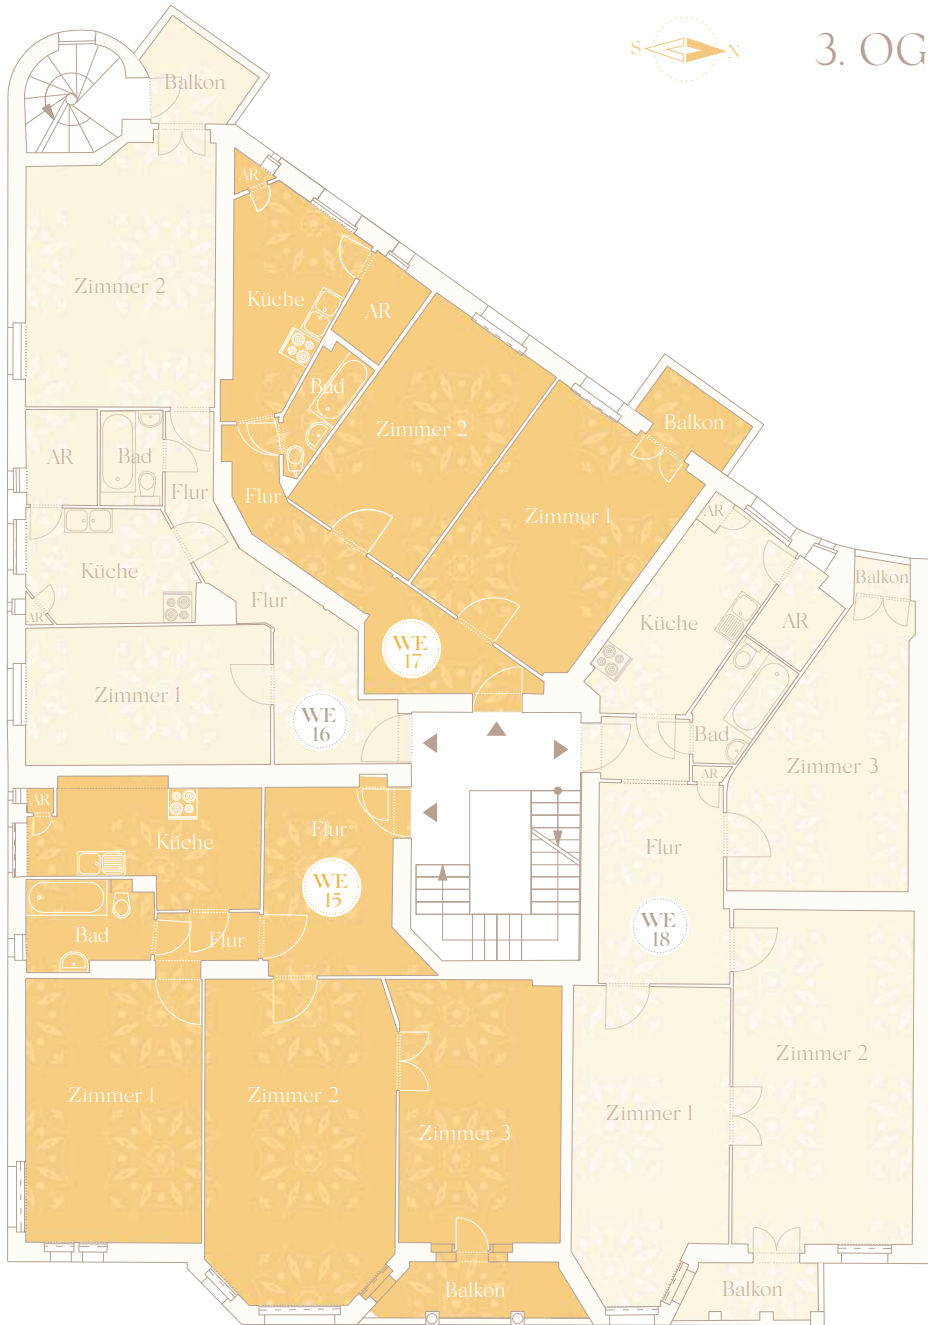 S N
3. OG
Balkon
AR
Zimmer 2
Küche
AR
Bad
Balkon
Zimmer 2
AR
Bad
Flur
Flur
Zimmer 1
AR
Küche
Balkon
Flur
AR
Küche
AR
WE
17
Zimmer 1
WE
16
Bad
Zimmer 3
AR
AR
Flur
Küche
Flur
WE
15
WE
18
Bad
Flur
Zimmer 2
Zimmer 1
Zimmer 2
Zimmer 3
Zimmer 1
Balkon
Balkon